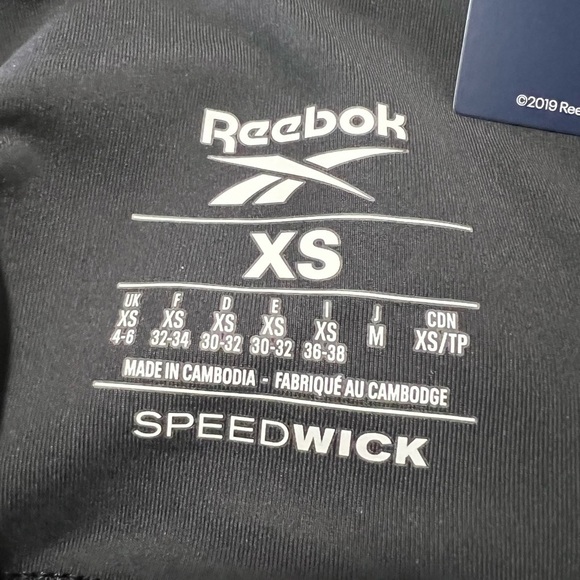 ©2019 Ree
Reebok
XS
UK F D E I J CDN
XS XS XS XS XS M XS/TP
4-6 32-34 30-32 30-32 36-38
MADE IN CAMBODIA - FABRIQUÉ AU CAMBODGE
SPEEDWICK